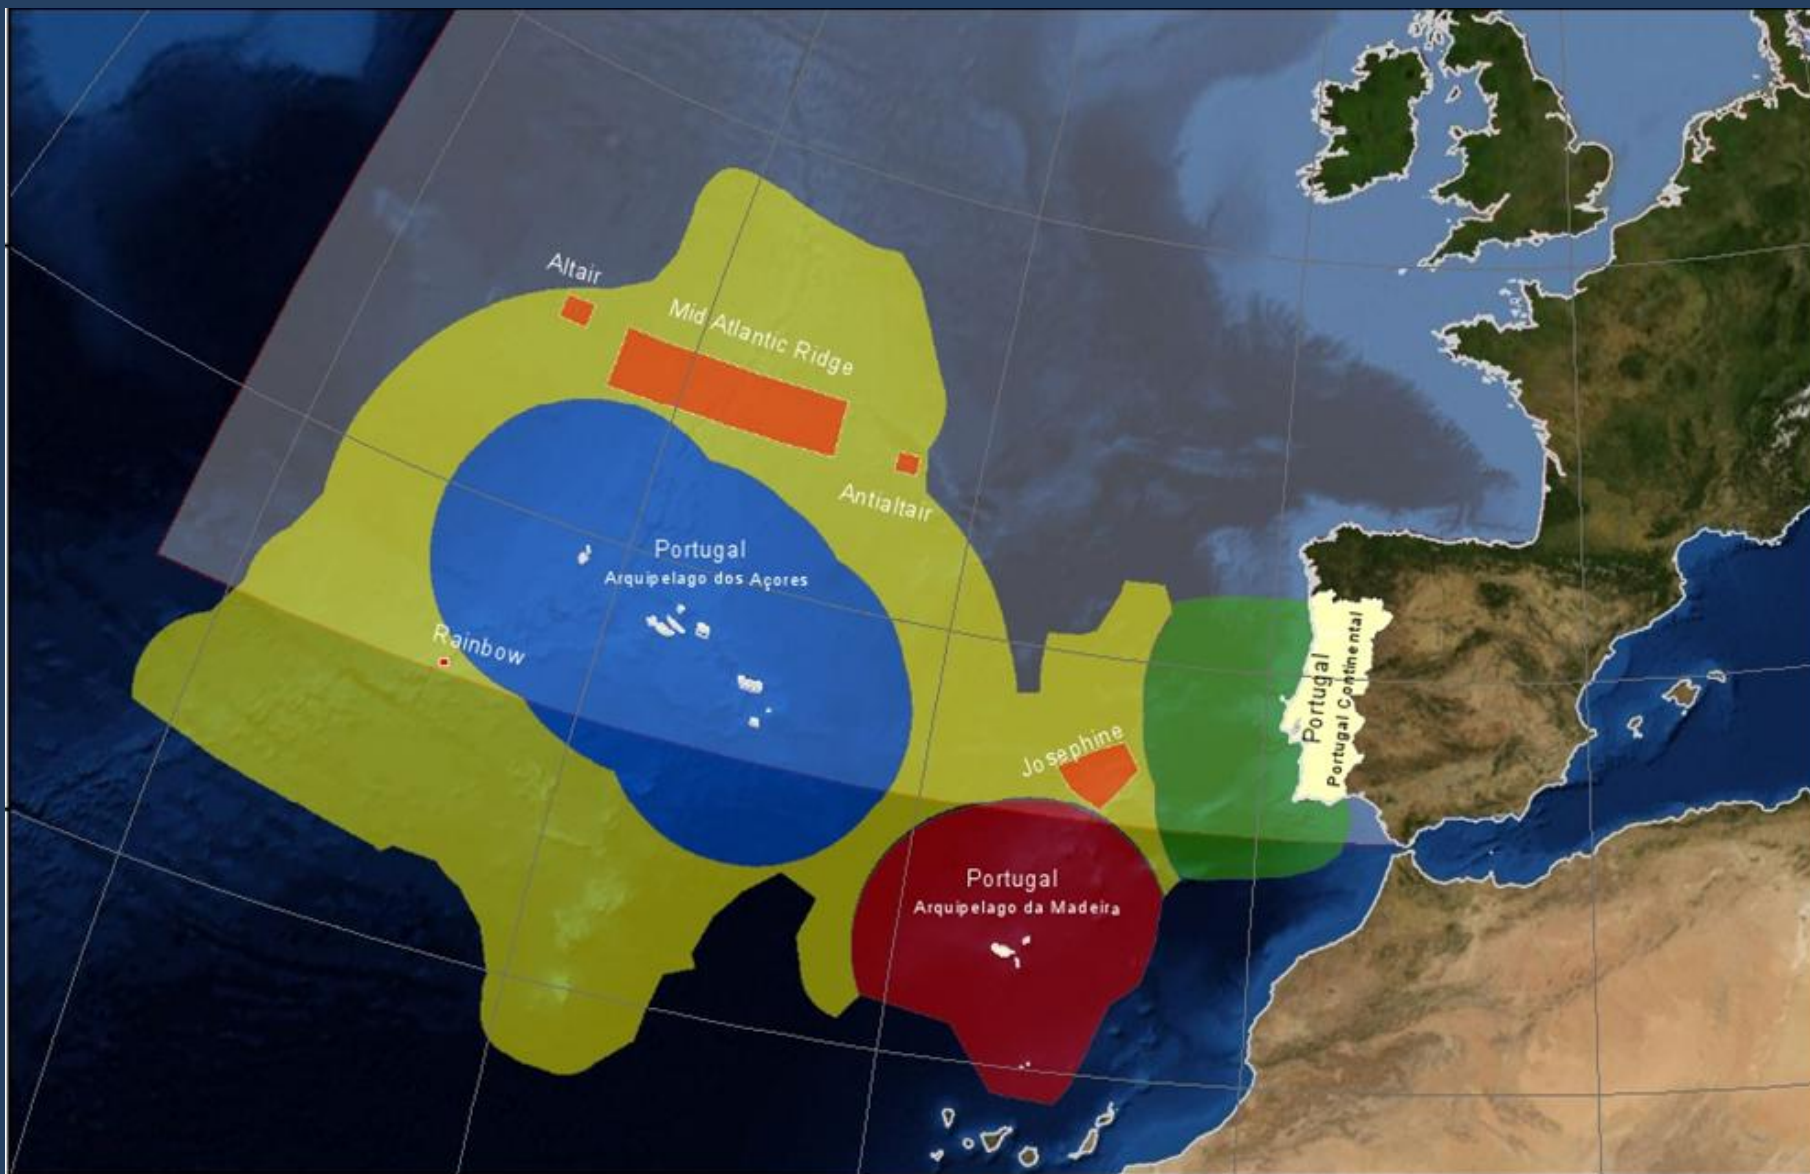 Altair
Mid Atlantic Ridge
Antialtair
Portugal
Arquipelago dos Açores
Rainbow
Josephine
Portugal
Portugal Continental
Portugal
Arquipelago da Madeira